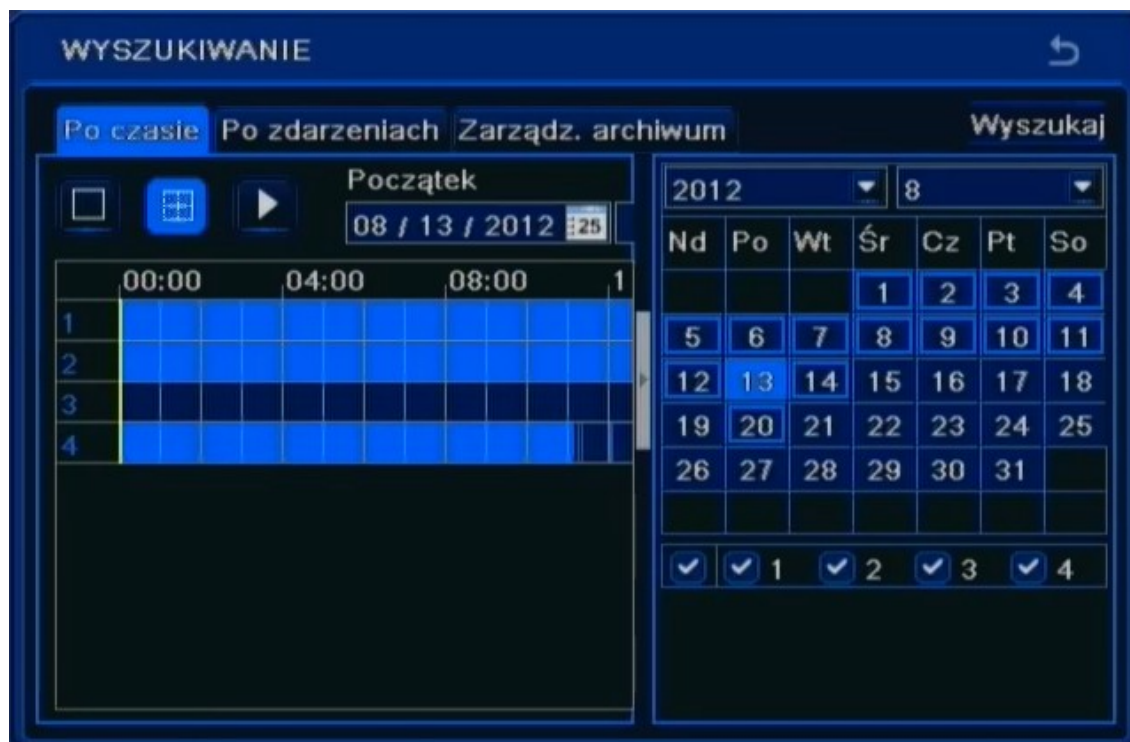 WYSZUKIWANIE
Po czasie Po zdarzeniach Zarządz. archiwum Wyszukaj
Początek
08 / 13 / 2012 25
00:00 04:00 08:00 1
1
2
3
4
2012 8
Nd Po Wt Śr Cz Pt So
1 2 3 4
5 6 7 8 9 10 11
12 13 14 15 16 17 18
19 20 21 22 23 24 25
26 27 28 29 30 31
1 2 3 4